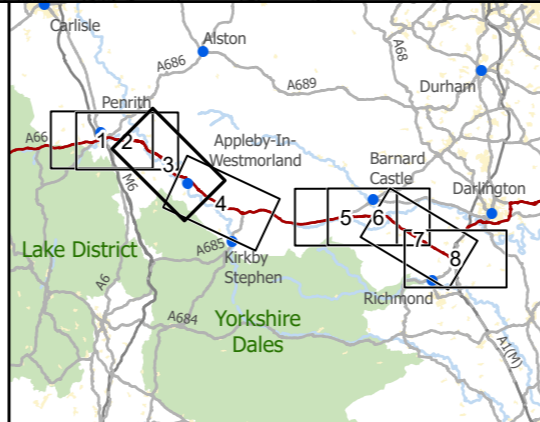 Carlisle
Alston
A686
A68
A689
Durham
Penrith
A66
1
2
3
Appleby-In-
Westmorland
Barnard
Castle
Darlington
M6
4
5
6
7
8
Lake District
A685
Kirkby
Stephen
A6
Richmond
A684
Yorkshire
Dales
A1(M)